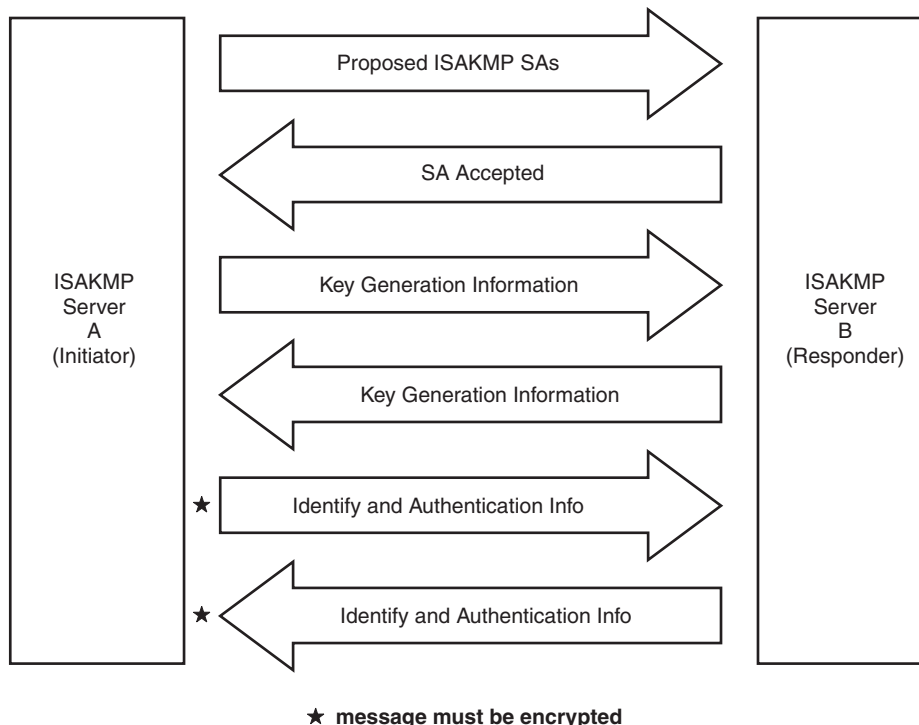 Proposed ISAKMP SAs
SA Accepted
ISAKMP
Server
A
(Initiator)
Key Generation Information
ISAKMP
Server
B
(Responder)
Key Generation Information
★ Identify and Authentication Info
★ Identify and Authentication Info
★ message must be encrypted